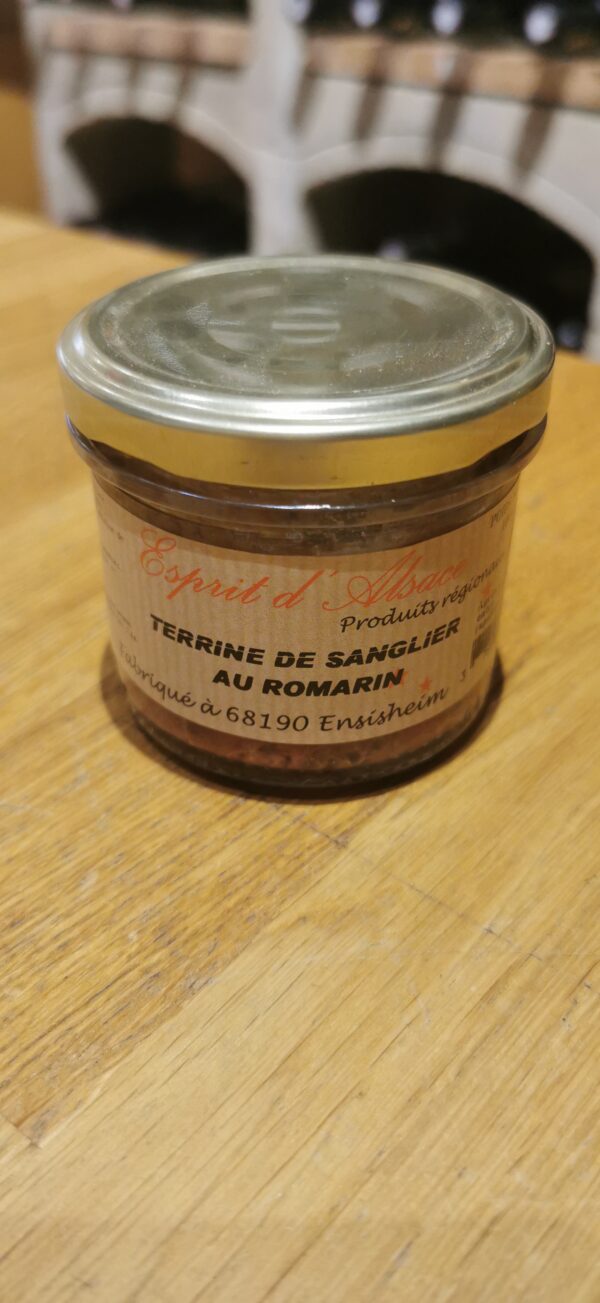 Esprit d'Alsace
Produits régionaux
TERRINE DE SANGLIER
AU ROMARIN
Fabriqué à 68190 Ensisheim